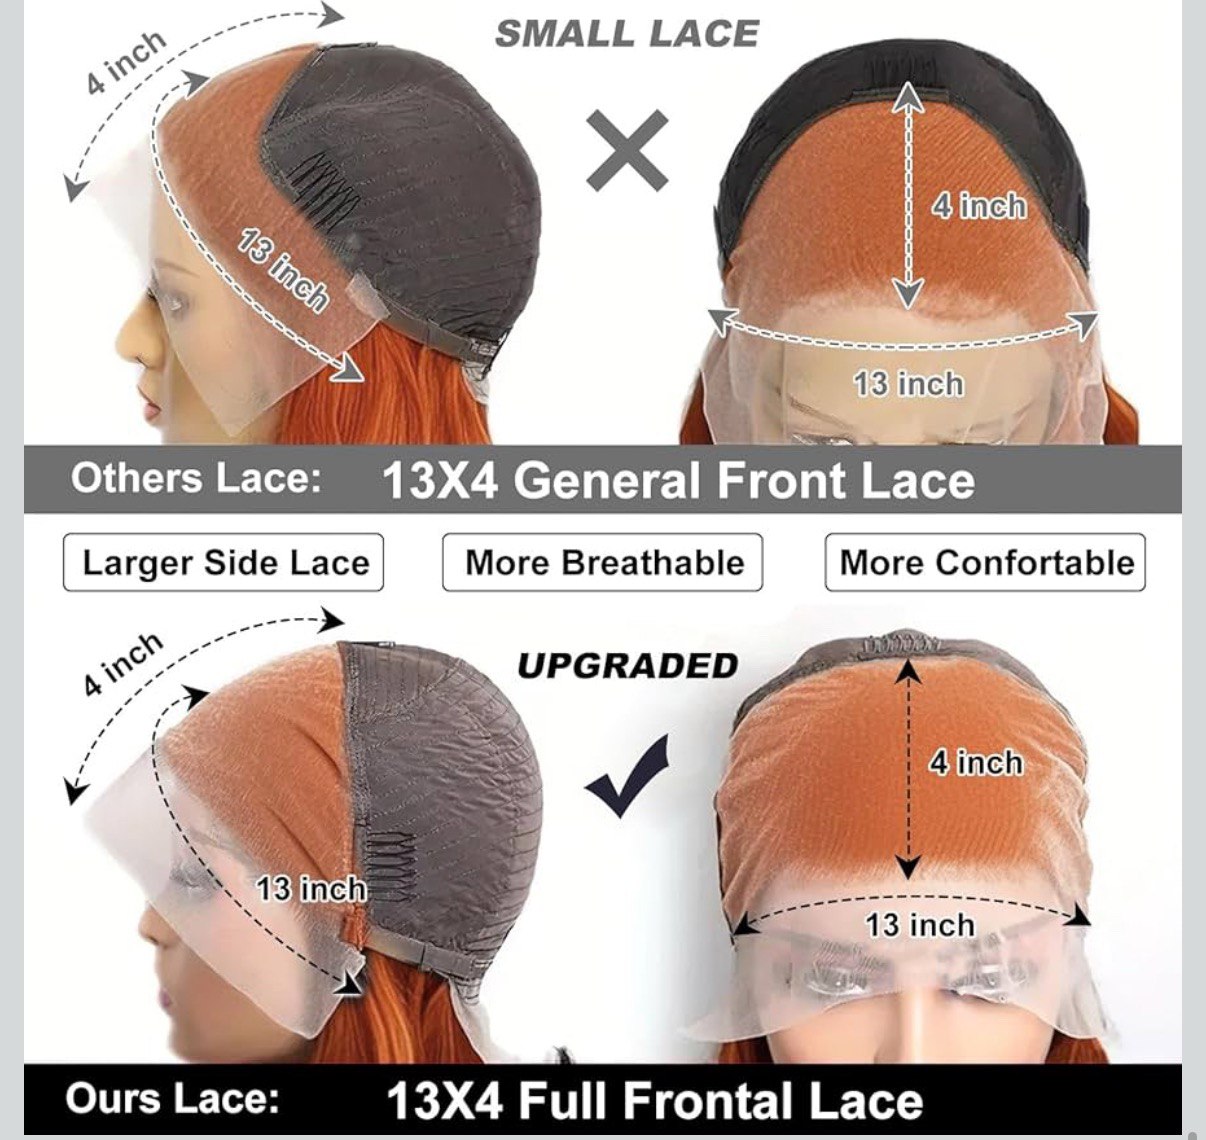 SMALL LACE
4 inch
13 inch
4 inch
13 inch
Others Lace: 13X4 General Front Lace
Larger Side Lace
More Breathable
More Confortable
UPGRADED
4 inch
13 inch
4 inch
13 inch
Ours Lace: 13X4 Full Frontal Lace